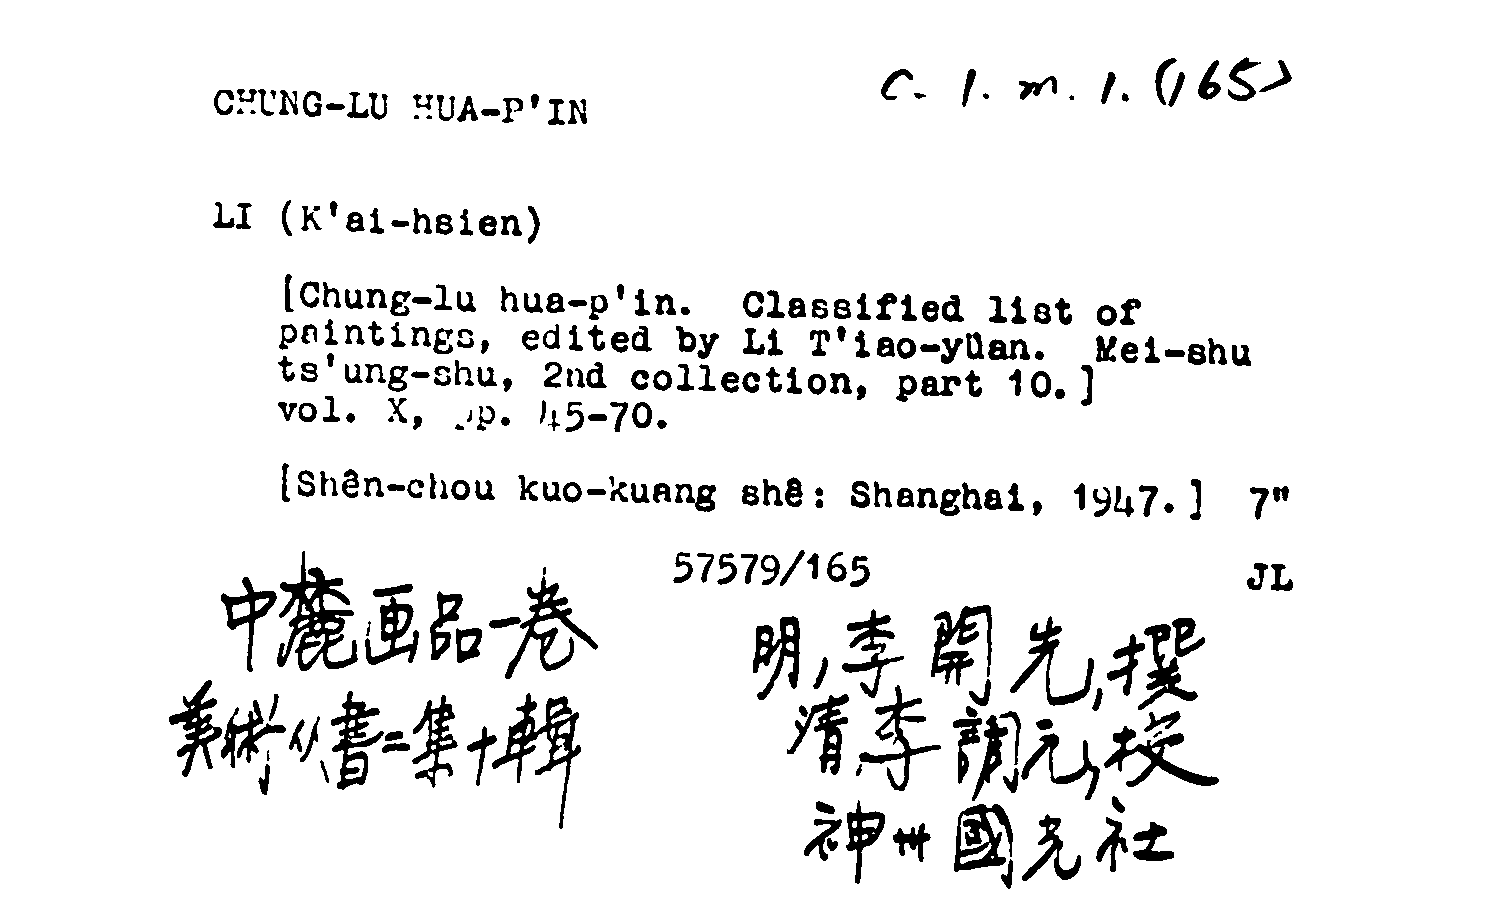 C. 1. m. 1. (165)
CHUNG-LU HUA-P'IN
LI (K'ai-hsien)
[Chung-lu hua-p'in. Classified list of
paintings, edited by Li T'iao-yüan. Mei-shu
ts'ung-shu, 2nd collection, part 10.]
vol. X, pp. 45-70.
[Shên-chou kuo-kuang shê: Shanghai, 1947.] 7"
57579/165
JL
中麓画品一卷
美術从書二集十輯
明,李開先,撰
清李調元,校
神州國光社